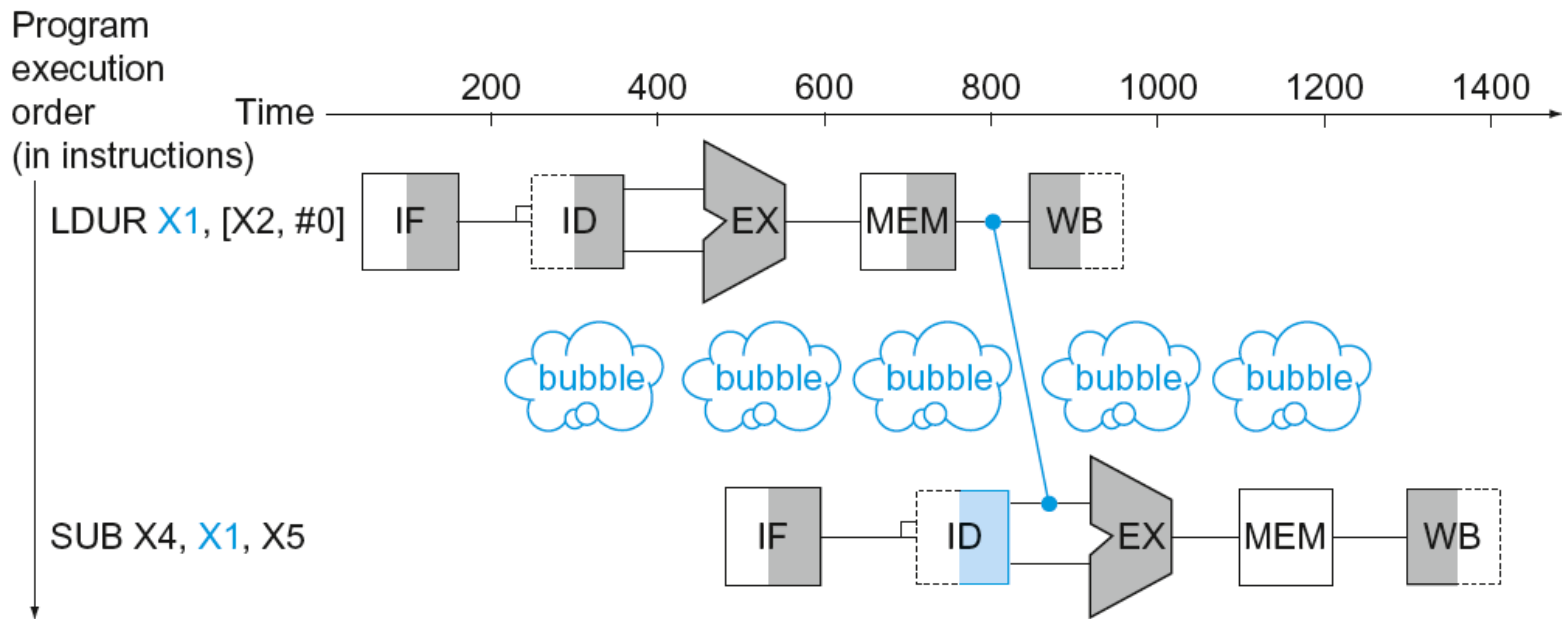 Program
execution
order
(in instructions)
Time
200 400 600 800 1000 1200 1400
LDUR X1, [X2, #0] IF ID EX MEM WB
bubble bubble bubble bubble bubble
SUB X4, X1, X5 IF ID EX MEM WB